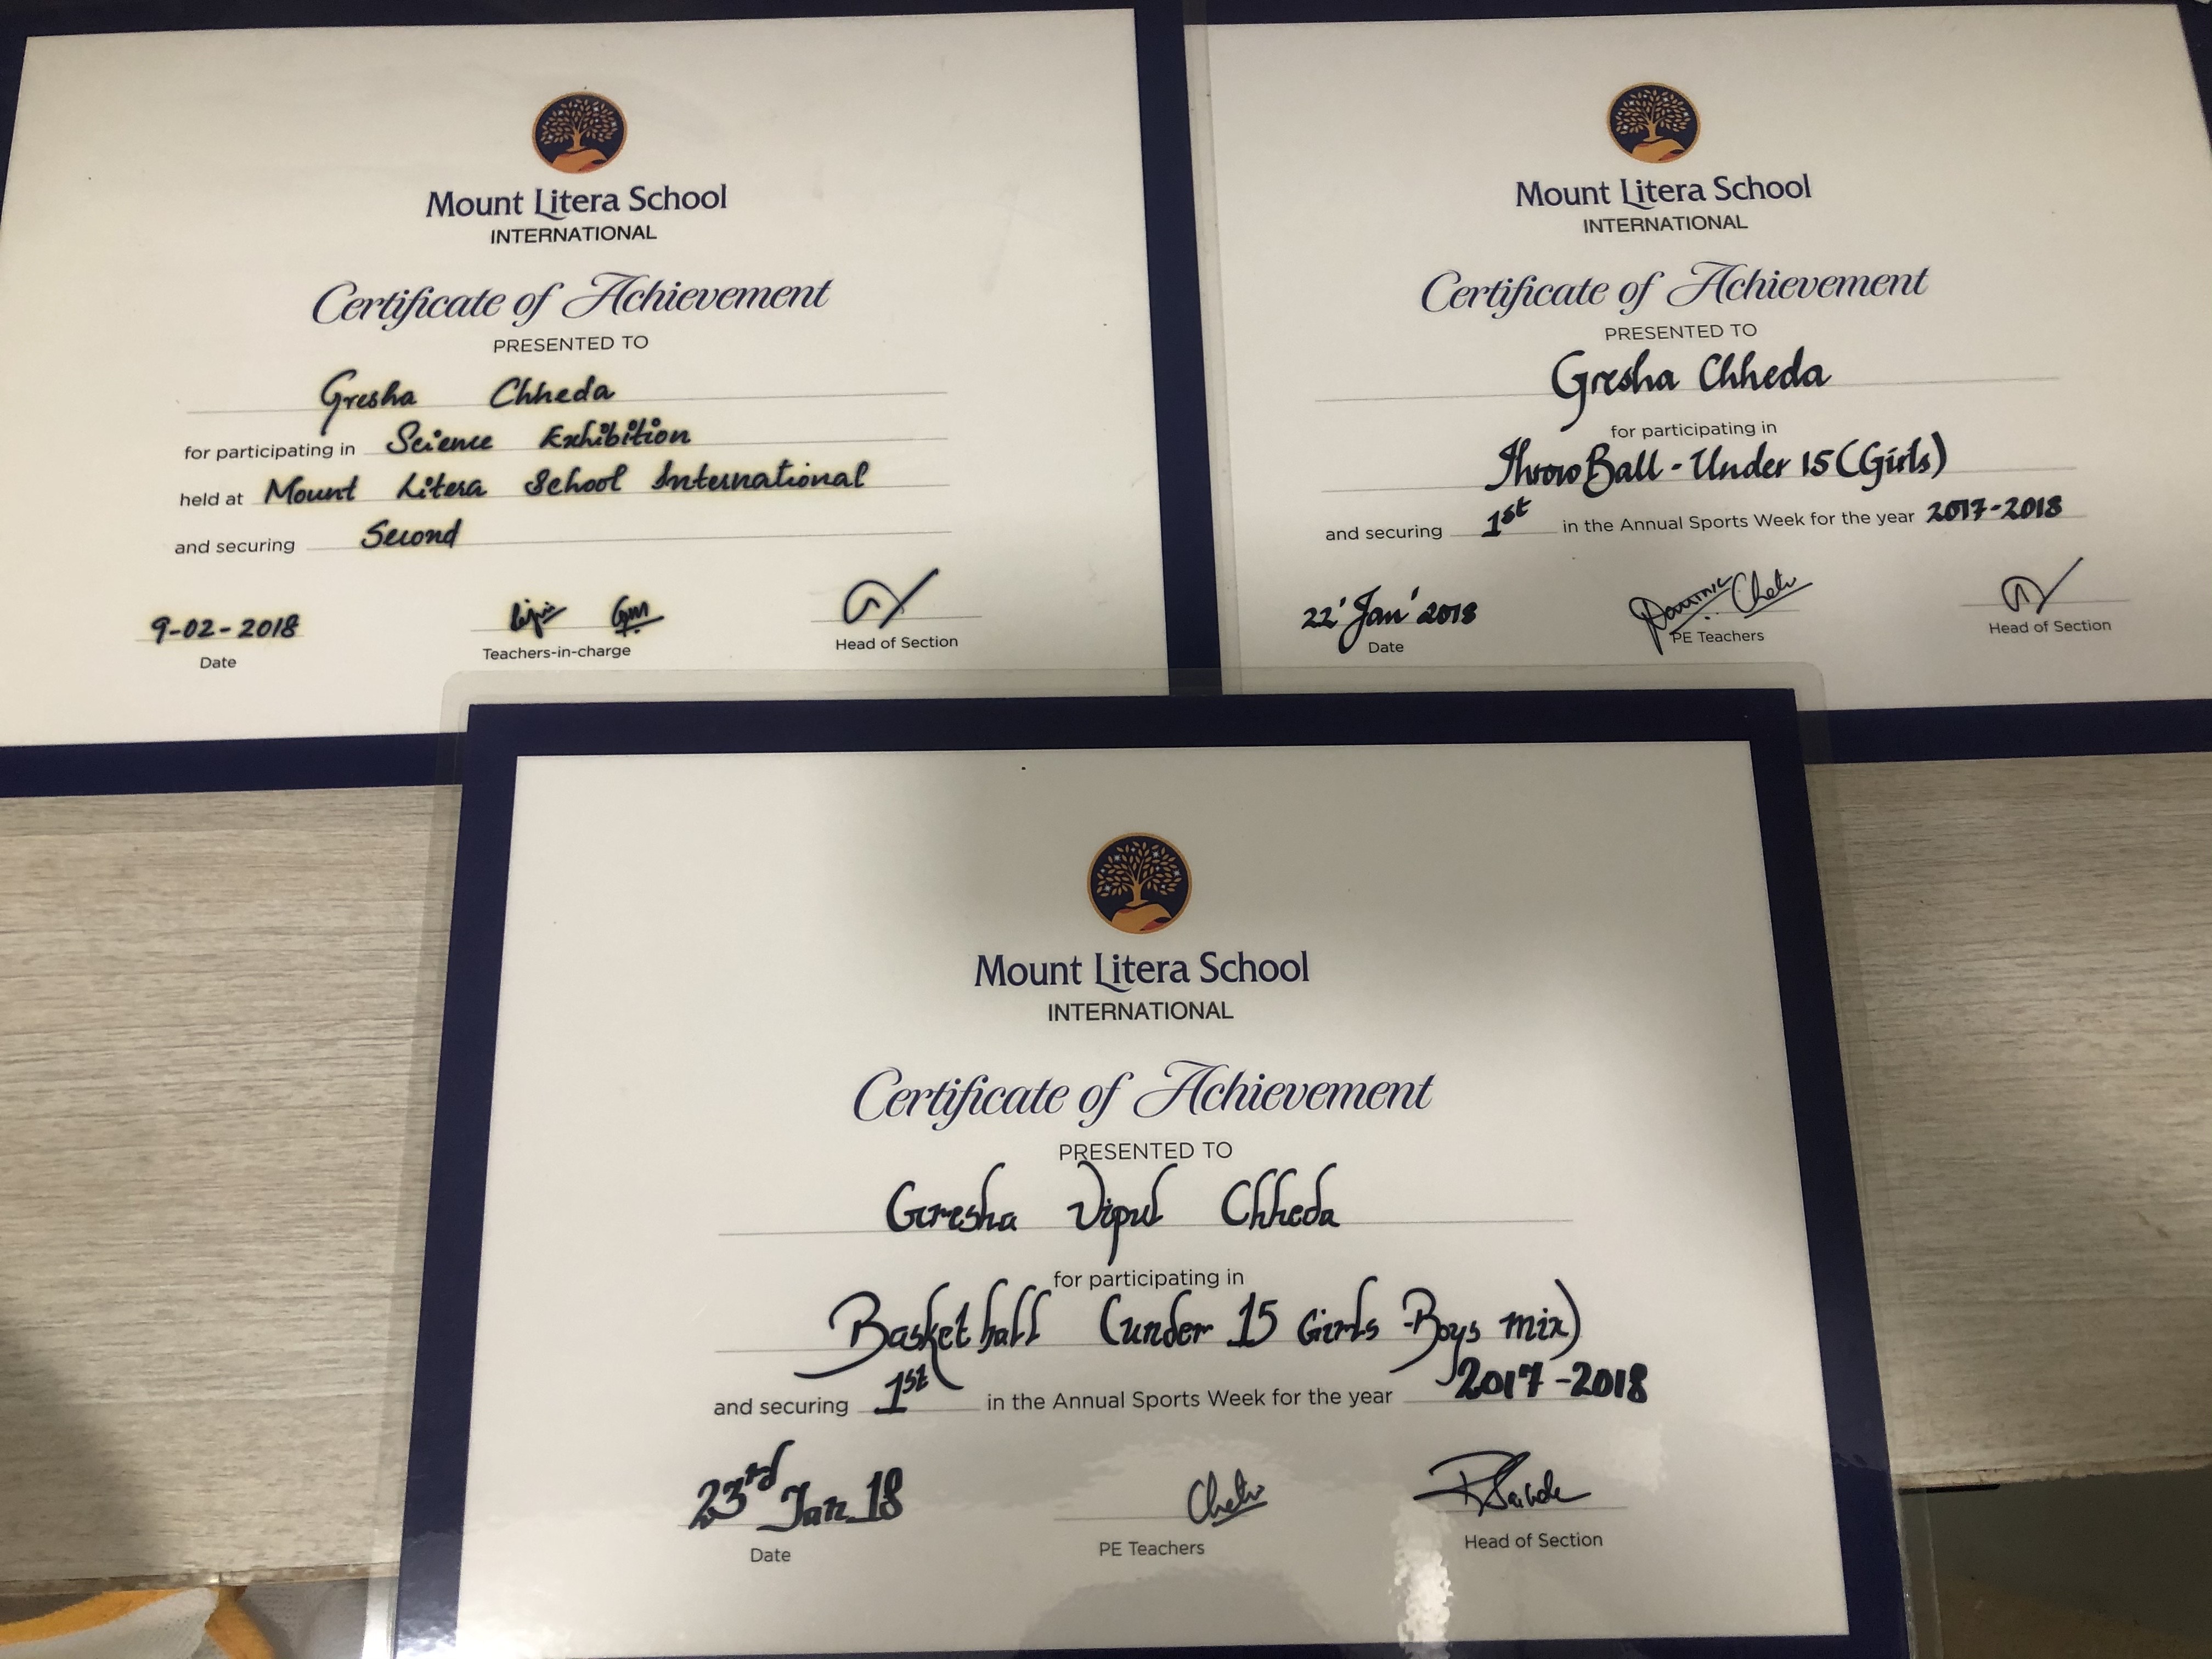 Mount Litera School
INTERNATIONAL
Certificate of Achievement
PRESENTED TO
Gresha Chheda
for participating in Science Exhibition
held at Mount Litera School International
and securing Second
9-02-2018
Date
Teachers-in-charge
Head of Section
Mount Litera School
INTERNATIONAL
Certificate of Achievement
PRESENTED TO
Gresha Chheda
for participating in
Throw Ball - Under 15 (Girls)
and securing 1st in the Annual Sports Week for the year 2017-2018
22' Jan' 2018
Date
PE Teachers
Head of Section
Mount Litera School
INTERNATIONAL
Certificate of Achievement
PRESENTED TO
Gresha Vipul Chheda
for participating in
Basket ball (under 15 Girls -Boys mix)
and securing 1st in the Annual Sports Week for the year 2017-2018
23rd Jan 18
Date
PE Teachers
Head of Section